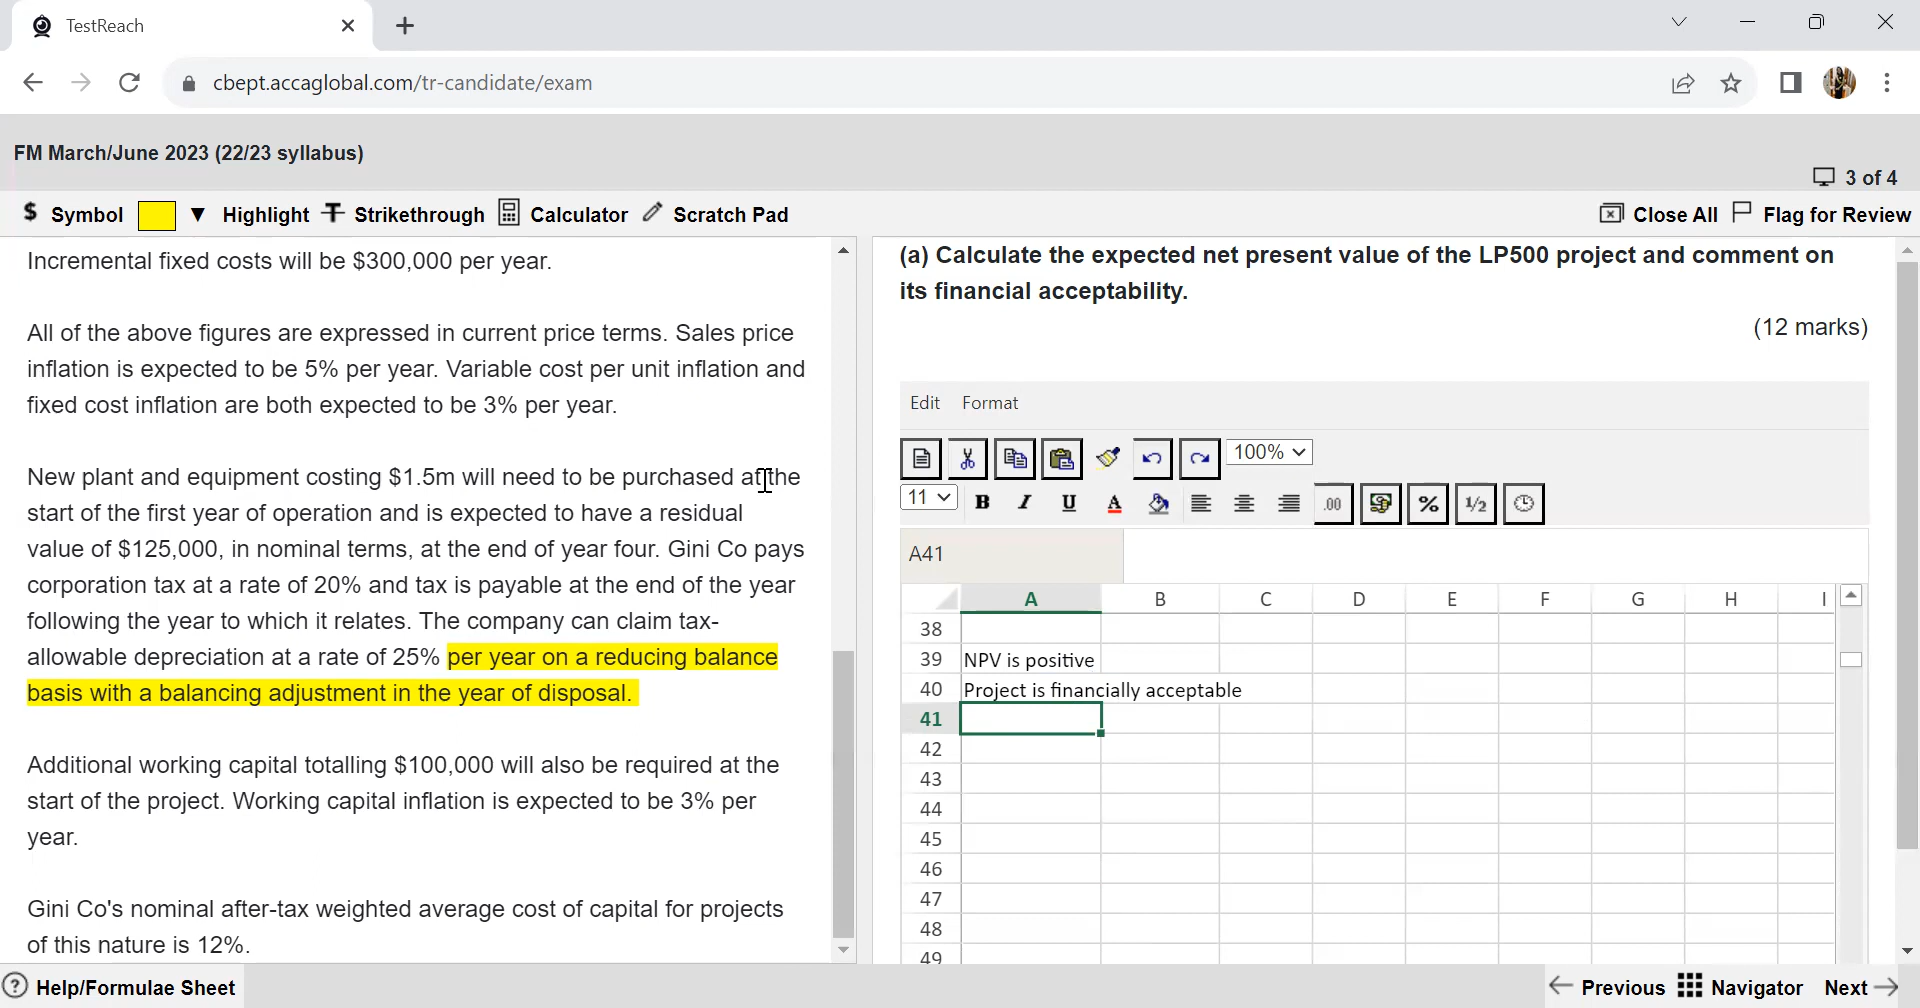 TestReach
cbept.accaglobal.com/tr-candidate/exam
FM March/June 2023 (22/23 syllabus)
3 of 4
$ Symbol ▼ Highlight Strikethrough Calculator Scratch Pad
Close All Flag for Review
Incremental fixed costs will be $300,000 per year.
All of the above figures are expressed in current price terms. Sales price
inflation is expected to be 5% per year. Variable cost per unit inflation and
fixed cost inflation are both expected to be 3% per year.
New plant and equipment costing $1.5m will need to be purchased at the
start of the first year of operation and is expected to have a residual
value of $125,000, in nominal terms, at the end of year four. Gini Co pays
corporation tax at a rate of 20% and tax is payable at the end of the year
following the year to which it relates. The company can claim tax-
allowable depreciation at a rate of 25% per year on a reducing balance
basis with a balancing adjustment in the year of disposal.
Additional working capital totalling $100,000 will also be required at the
start of the project. Working capital inflation is expected to be 3% per
year.
Gini Co's nominal after-tax weighted average cost of capital for projects
of this nature is 12%.
(a) Calculate the expected net present value of the LP500 project and comment on
its financial acceptability.
(12 marks)
Edit Format
100%
11 B I U A .00 % 1/2
A41
A B C D E F G H I
38
39 NPV is positive
40 Project is financially acceptable
41
42
43
44
45
46
47
48
49
? Help/Formulae Sheet
Previous Navigator Next